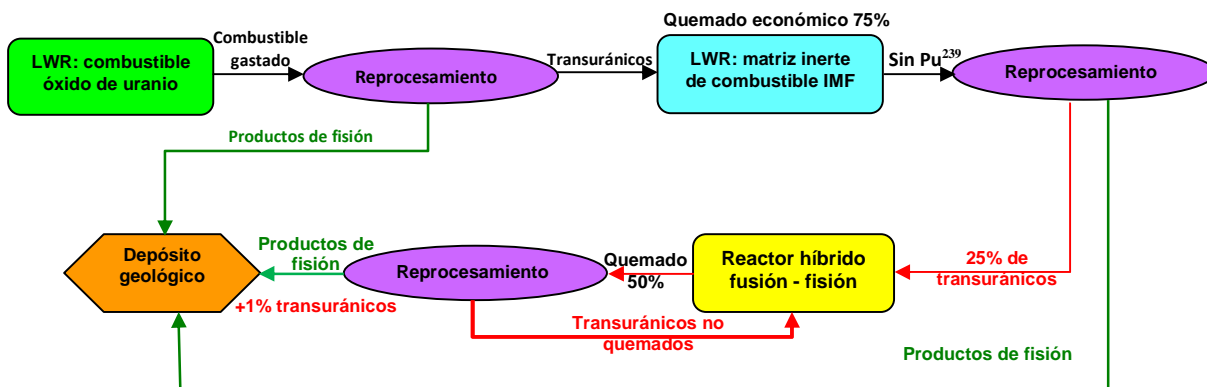 Quemado económico 75%
LWR: combustible
óxido de uranio
Combustible
gastado
Reprocesamiento
Transuránicos
LWR: matriz inerte
de combustible IMF
Sin Pu²³⁹
Reprocesamiento
Productos de fisión
Depósito
geológico
Productos de
fisión
+1% transuránicos
Reprocesamiento
Quemado
50%
Reactor híbrido
fusión - fisión
25% de
transuránicos
Transuránicos no
quemados
Productos de fisión